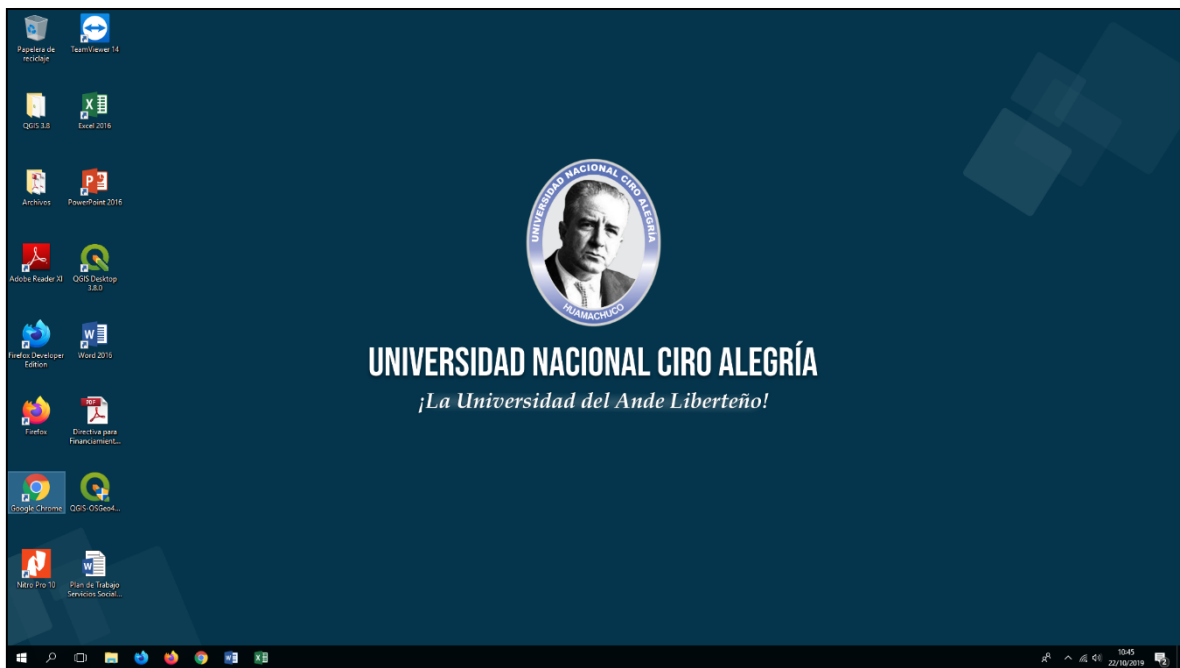 Papelera de
reciclaje
TeamViewer 14
QGIS 3.8
Excel 2016
Archivos
PowerPoint 2016
Adobe Reader XI
QGIS Desktop
3.8.0
Firefox Developer
Edition
Word 2016
Firefox
Directiva para
Financiamient...
Google Chrome
QGIS-OSGeo4...
Nitro Pro 10
Plan de Trabajo
Servicios Social...
UNIVERSIDAD NACIONAL CIRO ALEGRÍA
HUAMACHUCO
UNIVERSIDAD NACIONAL CIRO ALEGRÍA
¡La Universidad del Ande Liberteño!
10:45
22/10/2019
2